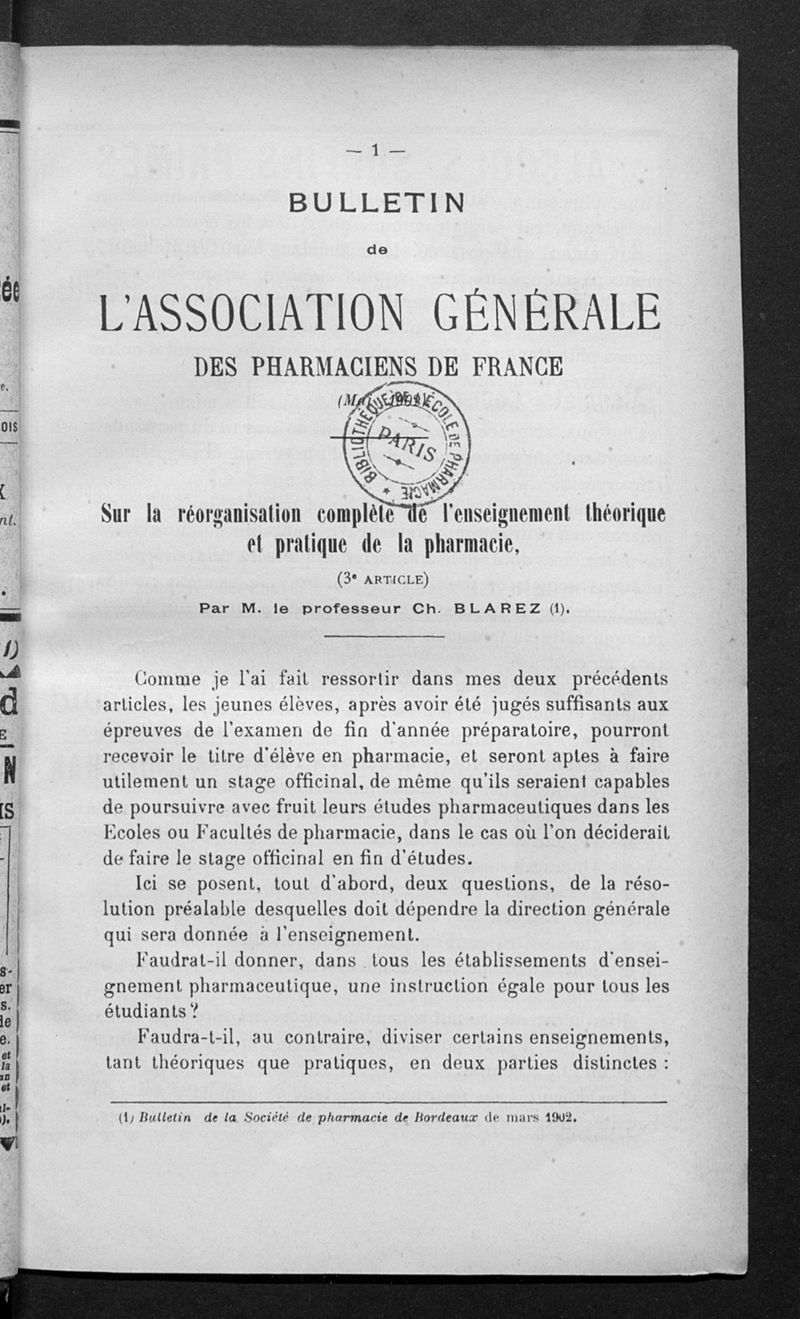 — 1 —
BULLETIN
de
L'ASSOCIATION GÉNÉRALE
DES PHARMACIENS DE FRANCE
BIBLIOTHÈQUE DE L'ÉCOLE DE PHARMACIE
PARIS
Sur la réorganisation complète de l'enseignement théorique
et pratique de la pharmacie,
(3e ARTICLE)
Par M. le professeur Ch. BLAREZ (1).
Comme je l'ai fait ressortir dans mes deux précédents
articles, les jeunes élèves, après avoir été jugés suffisants aux
épreuves de l'examen de fin d'année préparatoire, pourront
recevoir le titre d'élève en pharmacie, et seront aptes à faire
utilement un stage officinal, de même qu'ils seraient capables
de poursuivre avec fruit leurs études pharmaceutiques dans les
Ecoles ou Facultés de pharmacie, dans le cas où l'on déciderait
de faire le stage officinal en fin d'études.
Ici se posent, tout d'abord, deux questions, de la réso-
lution préalable desquelles doit dépendre la direction générale
qui sera donnée à l'enseignement.
Faudrat-il donner, dans tous les établissements d'ensei-
gnement pharmaceutique, une instruction égale pour tous les
étudiants ?
Faudra-t-il, au contraire, diviser certains enseignements,
tant théoriques que pratiques, en deux parties distinctes :
(1) Bulletin de la Société de pharmacie de Bordeaux de mars 1902.